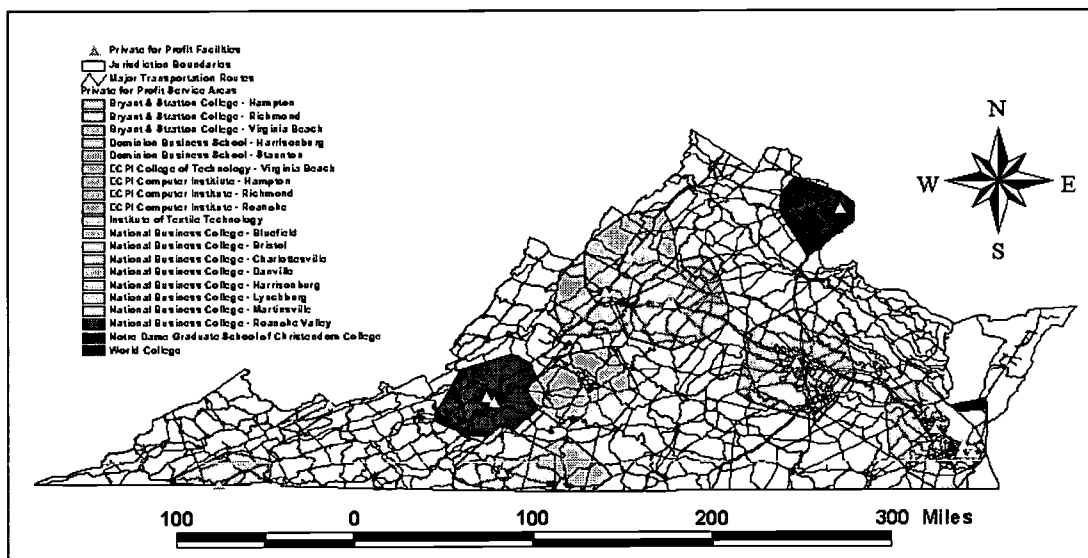 Private for Profit Facilities
Jurisdiction Boundaries
Major Transportation Routes
Private for Profit Service Areas
Bryant & Stratton College - Hampton
Bryant & Stratton College - Richmond
Bryant & Stratton College - Virginia Beach
Dominion Business School - Harrisonburg
Dominion Business School - Staunton
ECPI College of Technology - Virginia Beach
ECPI Computer Institute - Hampton
ECPI Computer Institute - Richmond
ECPI Computer Institute - Roanoke
Institute of Textile Technology
National Business College - Bluefield
National Business College - Bristol
National Business College - Charlottesville
National Business College - Danville
National Business College - Harrisonburg
National Business College - Lynchburg
National Business College - Martinsville
National Business College - Roanoke Valley
Notre Dame Graduate School of Christendom College
World College
N
W E
S
100 0 100 200 300 Miles